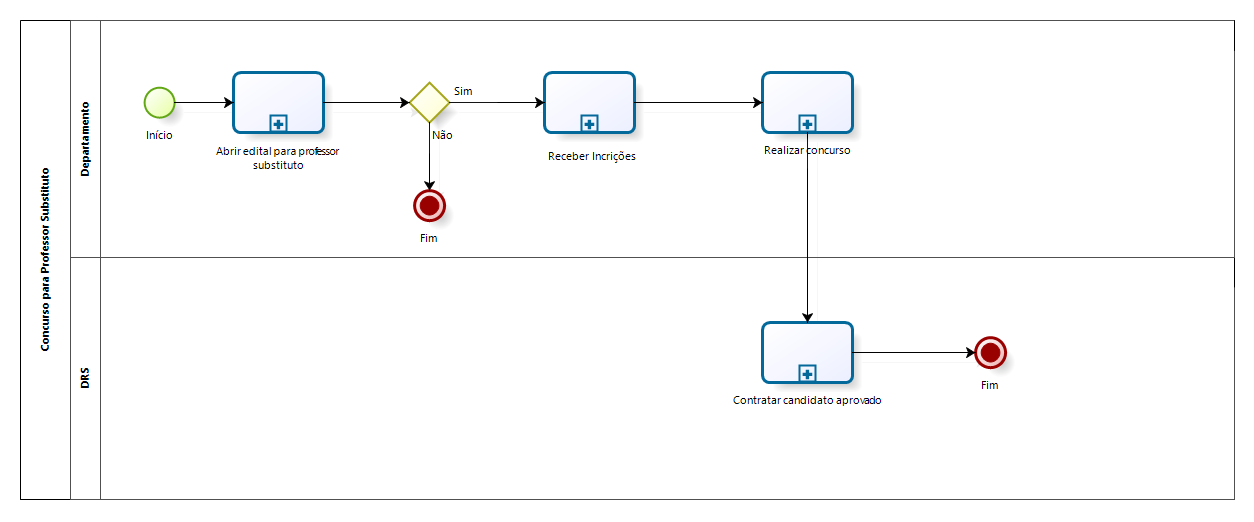 Concurso para Professor Substituto
Departamento
Início
Abrir edital para professor
substituto
Sim
Não
Fim
Receber Incrições
Realizar concurso
DRS
Contratar candidato aprovado
Fim